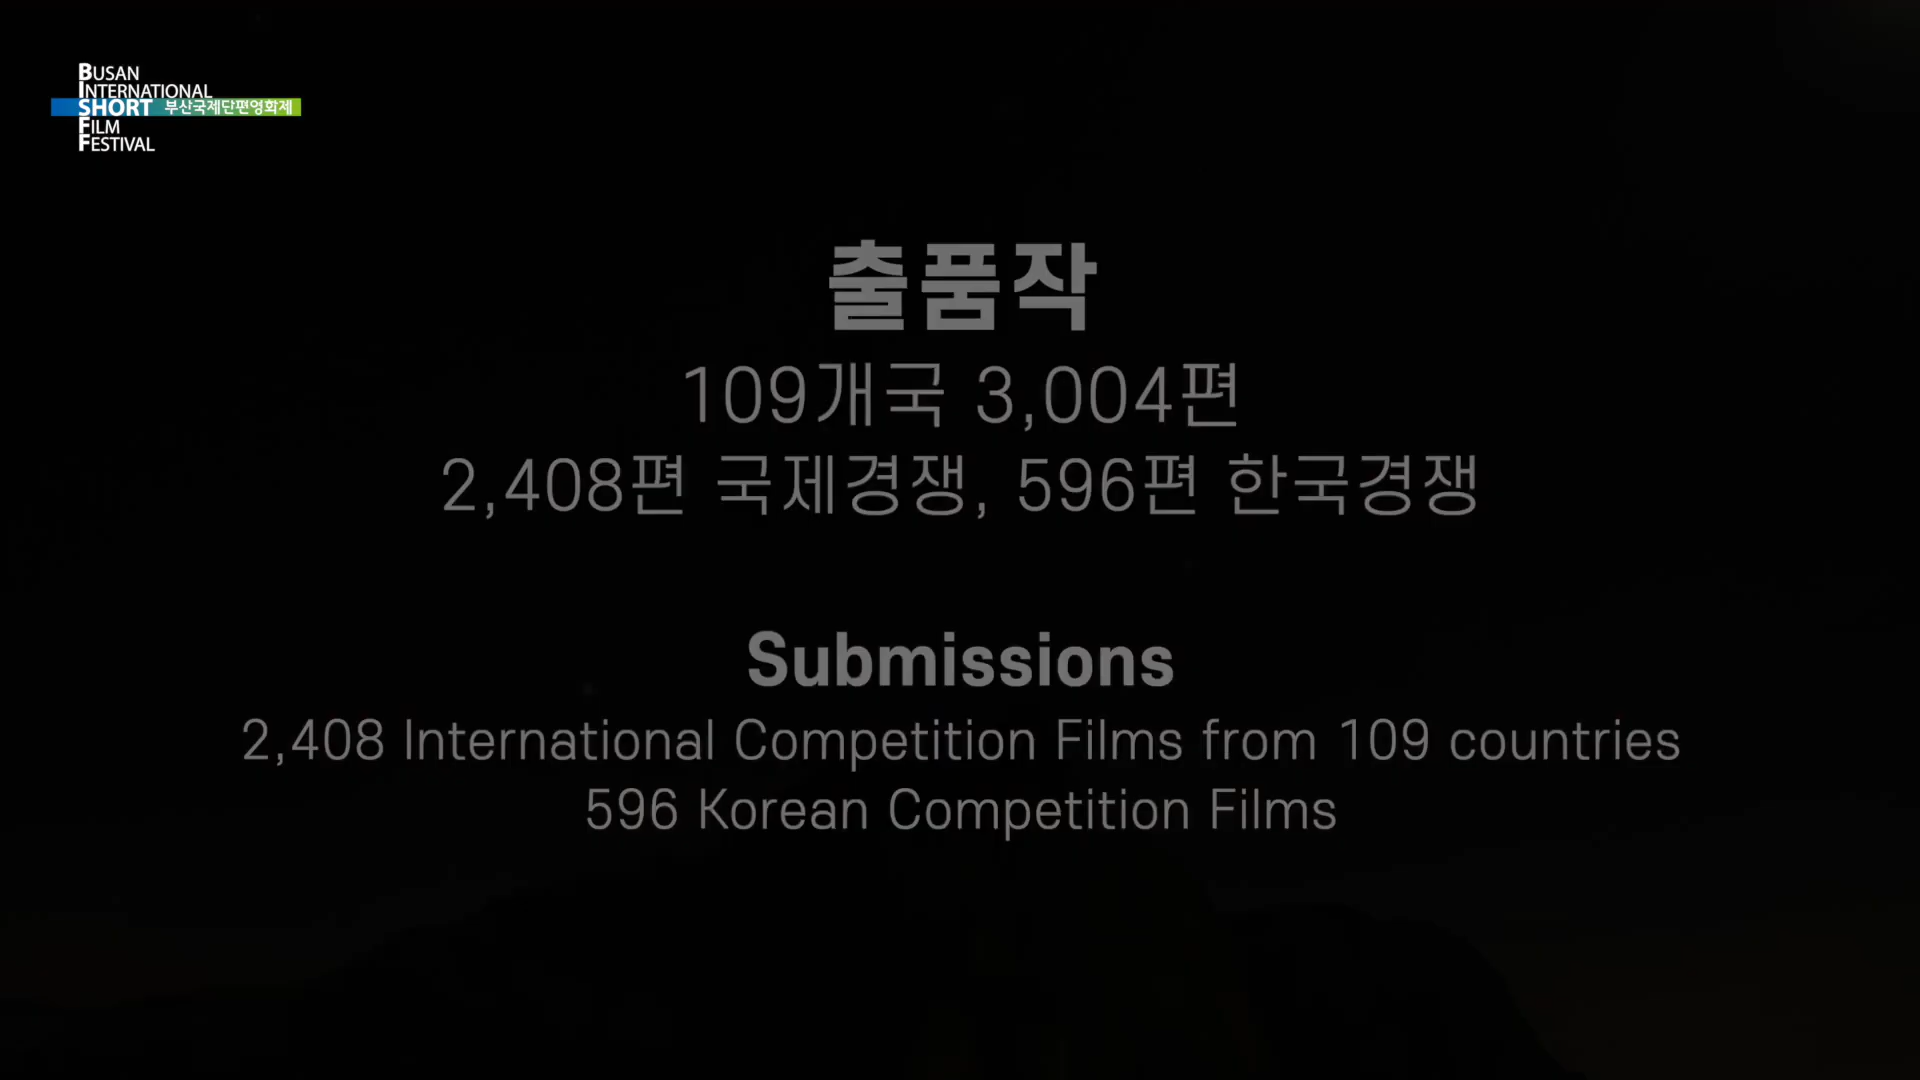 BUSAN
INTERNATIONAL
SHORT 부산국제단편영화제
FILM
FESTIVAL
출품작
109개국 3,004편
2,408편 국제경쟁, 596편 한국경쟁
Submissions
2,408 International Competition Films from 109 countries
596 Korean Competition Films